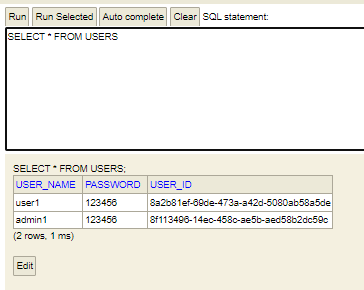 Run Run Selected Auto complete Clear SQL statement:
SELECT * FROM USERS
SELECT * FROM USERS;
USER_NAME PASSWORD USER_ID
user1 123456 8a2b81ef-69de-473a-a42d-5080ab58a5de
admin1 123456 8f113496-14ec-458c-ae5b-aed58b2dc59c
(2 rows, 1 ms)
Edit